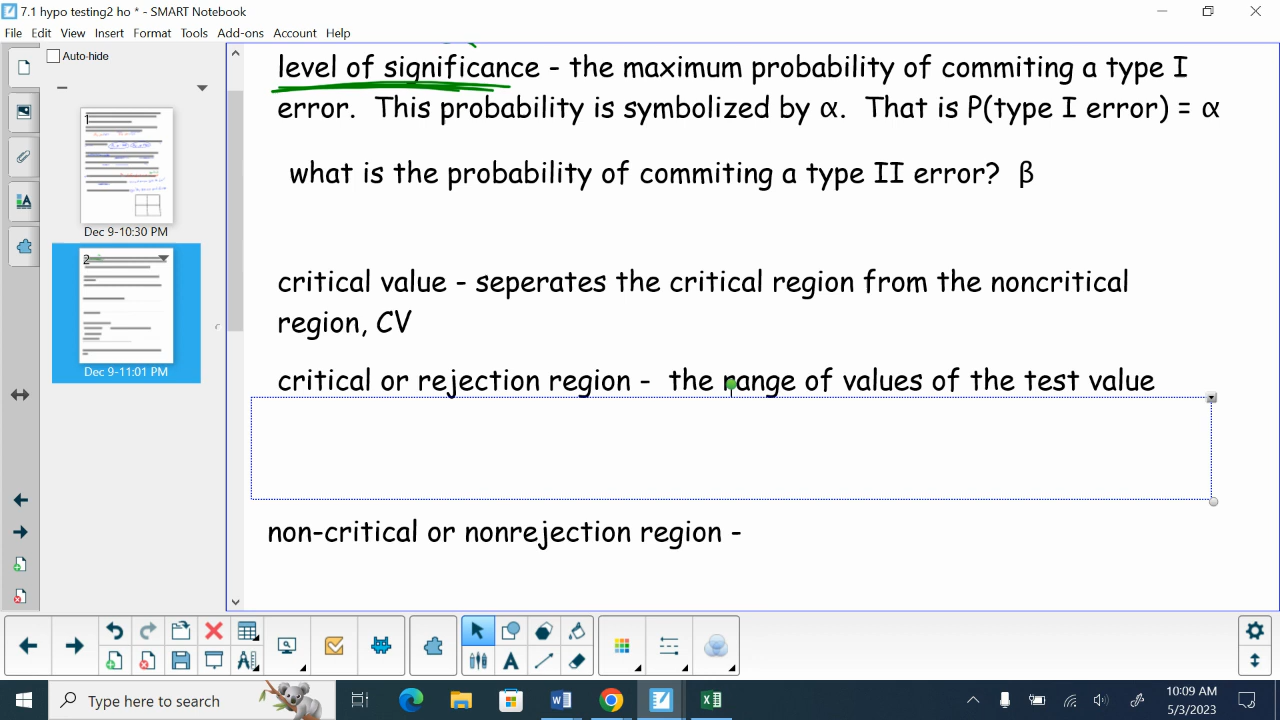 7.1 hypo testing2 ho * - SMART Notebook
File Edit View Insert Format Tools Add-ons Account Help
Auto-hide
1
Dec 9-10:30 PM
2
Dec 9-11:01 PM
level of significance - the maximum probability of commiting a type I
error. This probability is symbolized by α. That is P(type I error) = α
what is the probability of commiting a type II error? β
critical value - seperates the critical region from the noncritical
region, CV
critical or rejection region - the range of values of the test value
non-critical or nonrejection region -
Type here to search
10:09 AM
5/3/2023